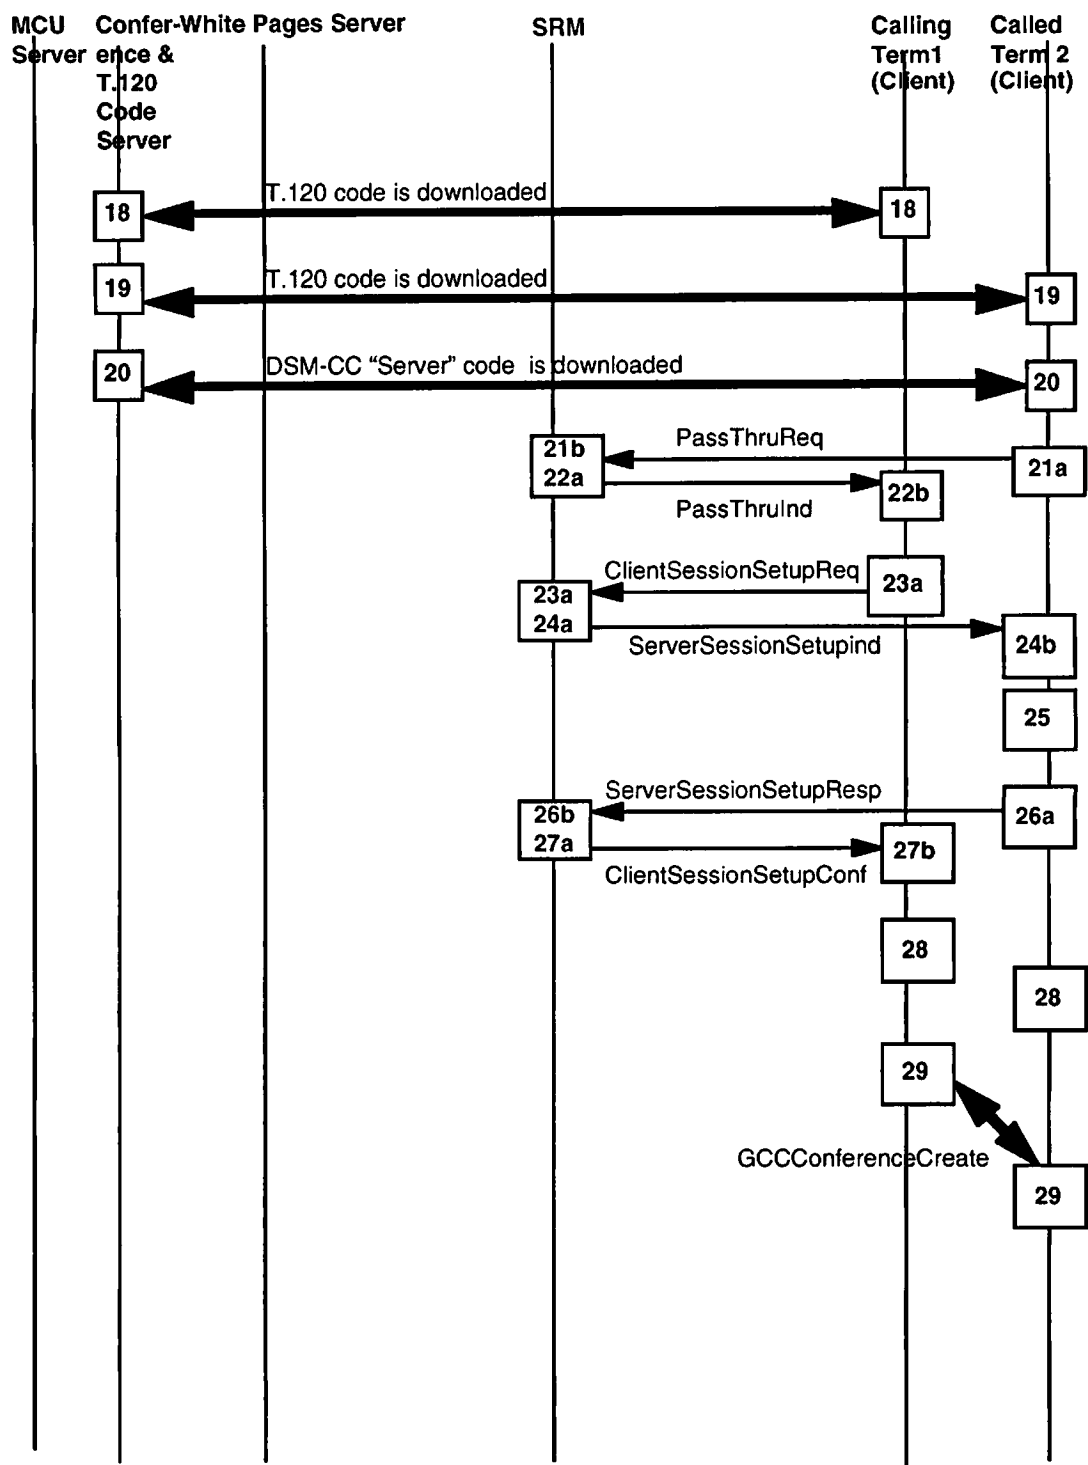 MCU Confer-White Pages Server SRM Calling Called
Server ence & Term1 Term 2
T.120 (Client) (Client)
Code
Server
T.120 code is downloaded
18 18
T.120 code is downloaded
19 19
DSM-CC “Server” code is downloaded
20 20
PassThruReq
21b 21a
22a 22b
PassThruInd
ClientSessionSetupReq
23a 23a
24a 24b
ServerSessionSetupind
25
ServerSessionSetupResp
26b 26a
27a 27b
ClientSessionSetupConf
28
28
29
GCCConferenceCreate
29